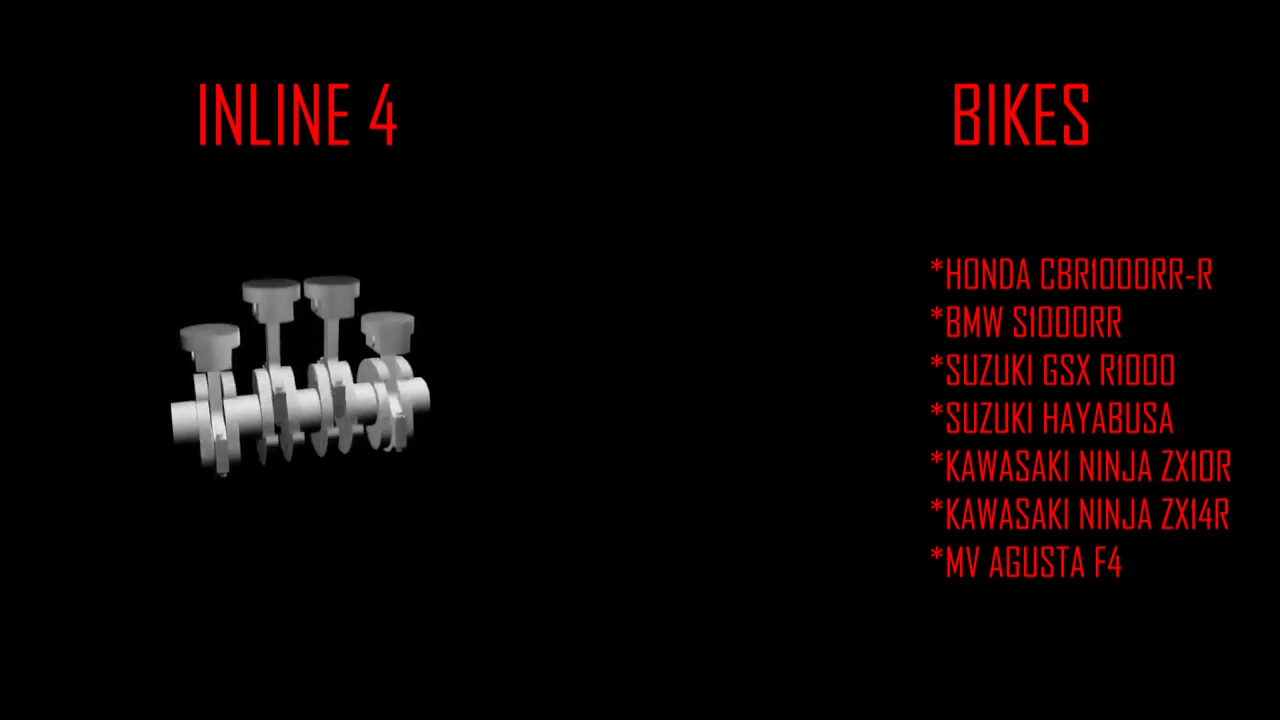 INLINE 4
BIKES
*HONDA CBR1000RR-R
*BMW S1000RR
*SUZUKI GSX R1000
*SUZUKI HAYABUSA
*KAWASAKI NINJA ZX10R
*KAWASAKI NINJA ZX14R
*MV AGUSTA F4